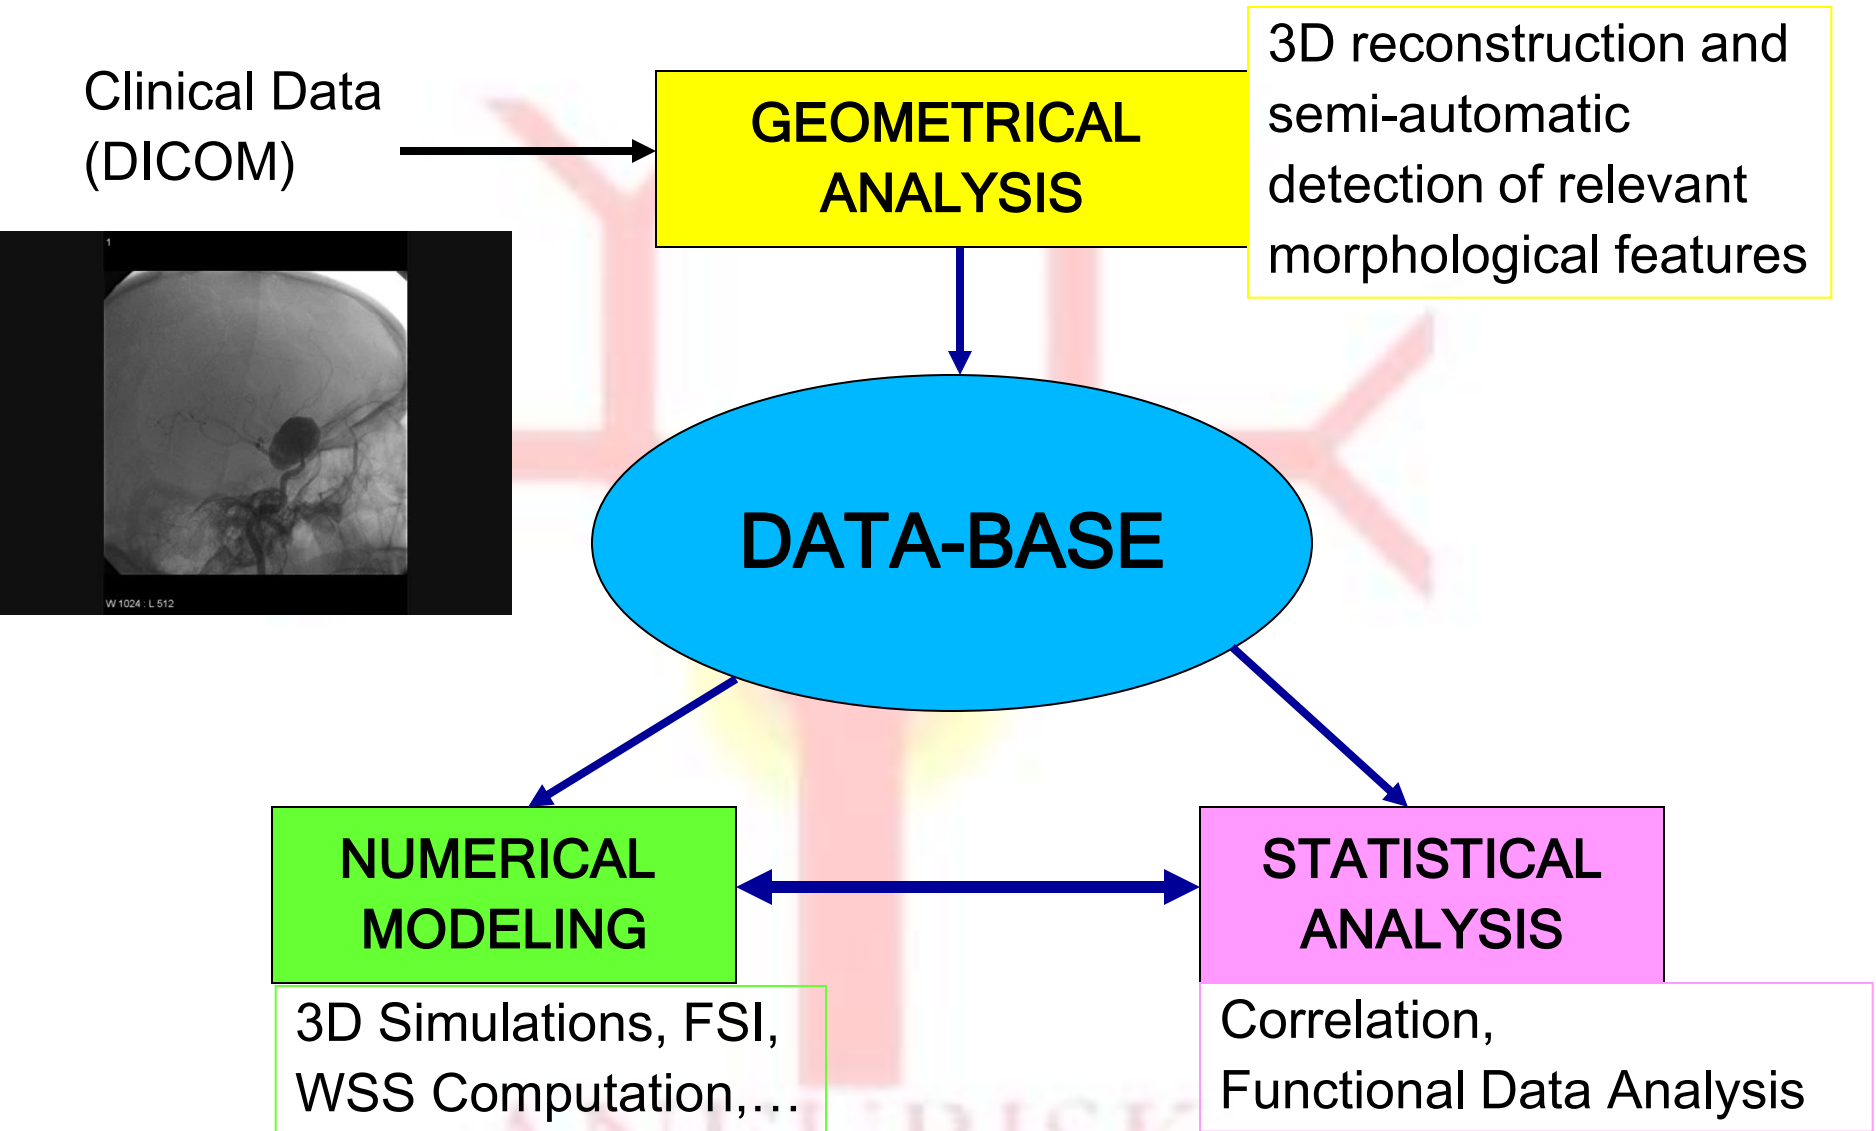 Clinical Data
(DICOM)
GEOMETRICAL
ANALYSIS
3D reconstruction and
semi-automatic
detection of relevant
morphological features
1
W 1024 : L 512
DATA-BASE
NUMERICAL
MODELING
3D Simulations, FSI,
WSS Computation,…
STATISTICAL
ANALYSIS
Correlation,
Functional Data Analysis